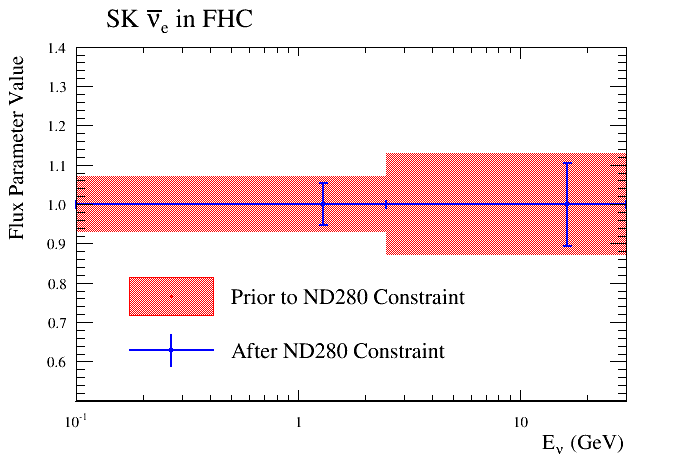 SK ν̅e in FHC
Flux Parameter Value
1.4
1.3
1.2
1.1
1.0
0.9
0.8
0.7
0.6
Prior to ND280 Constraint
After ND280 Constraint
10⁻¹ 1 10
Eν (GeV)